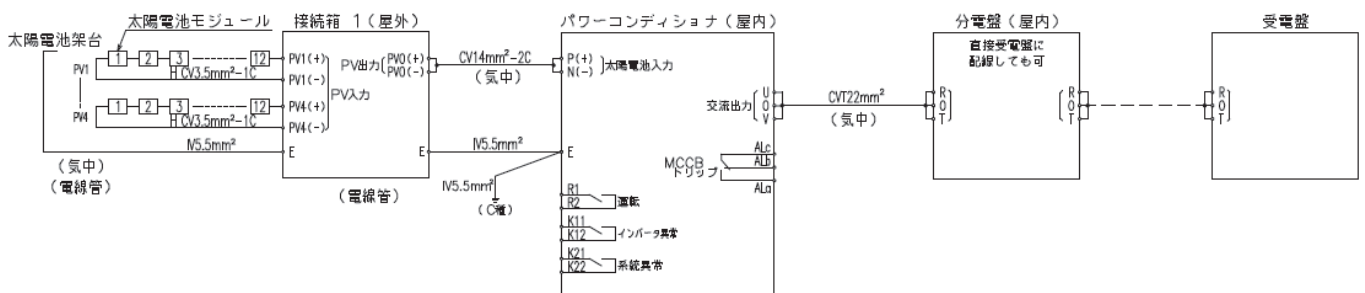 太陽電池モジュール
接続箱 1(屋外)
パワーコンディショナ(屋内)
分電盤(屋内)
受電盤
太陽電池架台
1 2 3 12
PV1
HCV3.5mm²-1C
PV1(+)
PV1(-)
PV入力
PV4
1 2 3 12
HCV3.5mm²-1C
PV4(+)
PV4(-)
IV5.5mm²
E
(気中)
(電線管)
PV出力
PV0(+)
PV0(-)
CV14mm²-2C
(気中)
E
IV5.5mm²
(電線管)
IV5.5mm²
(C種)
P(+)
N(-)
太陽電池入力
交流出力
U
O
V
E
MCCB
トリップ
ALc
ALb
ALa
R1
R2
運転
K11
K12
インバータ異常
K21
K22
系統異常
CVT22mm²
(気中)
直接受電盤に
配線しても可
R
O
T
R
O
T
R
O
T